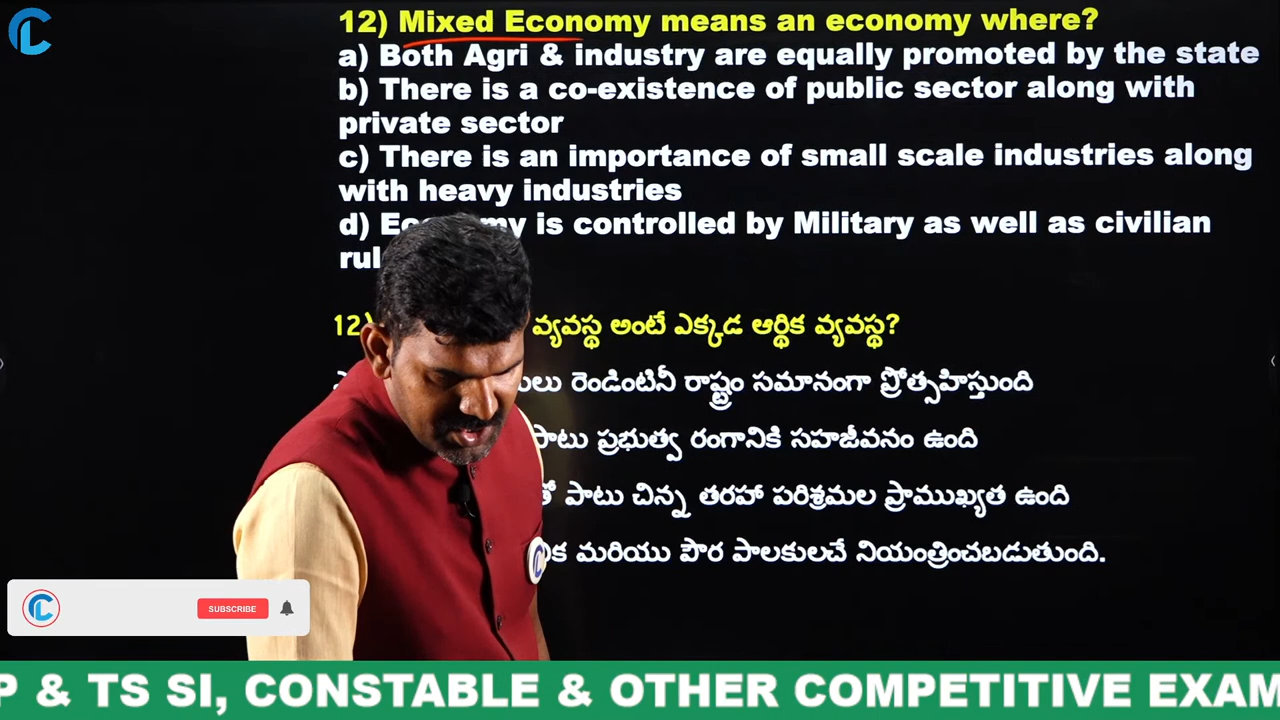 12) Mixed Economy means an economy where?
a) Both Agri & industry are equally promoted by the state
b) There is a co-existence of public sector along with
private sector
c) There is an importance of small scale industries along
with heavy industries
d) is controlled by Military as well as civilian
12) వ్యవస్థ అంటే ఎక్కడ ఆర్థిక వ్యవస్థ?
రెండింటినీ రాష్ట్రం సమానంగా ప్రోత్సహిస్తుంది
ప్రభుత్వ రంగానికి సహజీవనం ఉంది
పాటు చిన్న తరహా పరిశ్రమల ప్రాముఖ్యత ఉంది
మరియు పౌర పాలకులచే నియంత్రించబడుతుంది.
SUBSCRIBE
& TS SI, CONSTABLE & OTHER COMPETITIVE EXAM